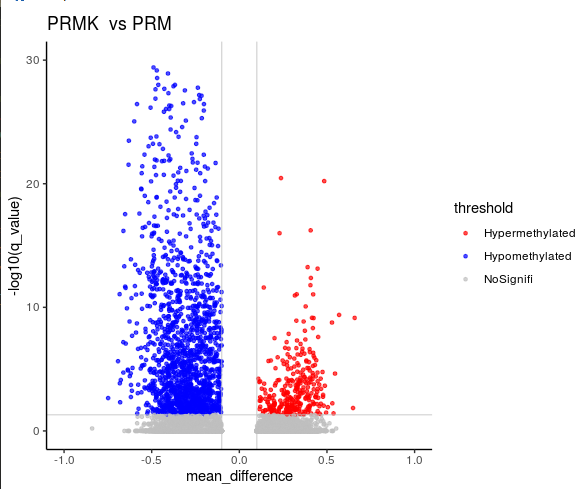 PRMK  vs PRM
30
20
10
0
-log10(q_value)
-1.0
-0.5
0.0
0.5
1.0
mean_difference
threshold
Hypermethylated
Hypomethylated
NoSignifi